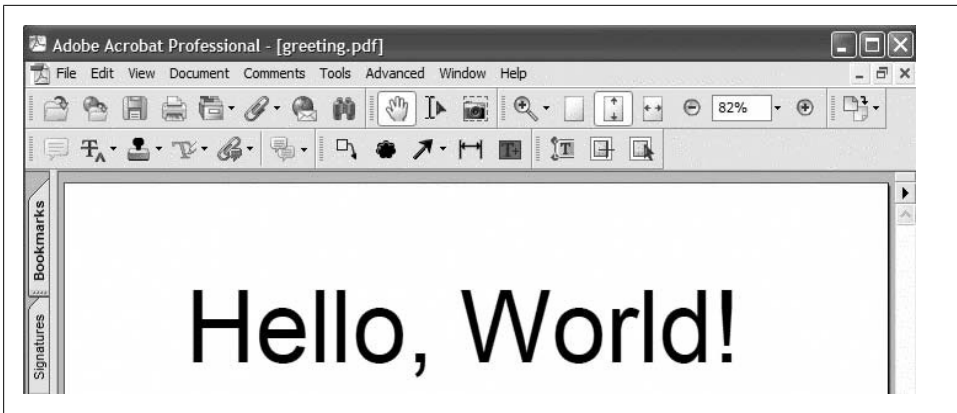 Adobe Acrobat Professional - [greeting.pdf]
File Edit View Document Comments Tools Advanced Window Help
82%
Bookmarks
Signatures
Hello, World!